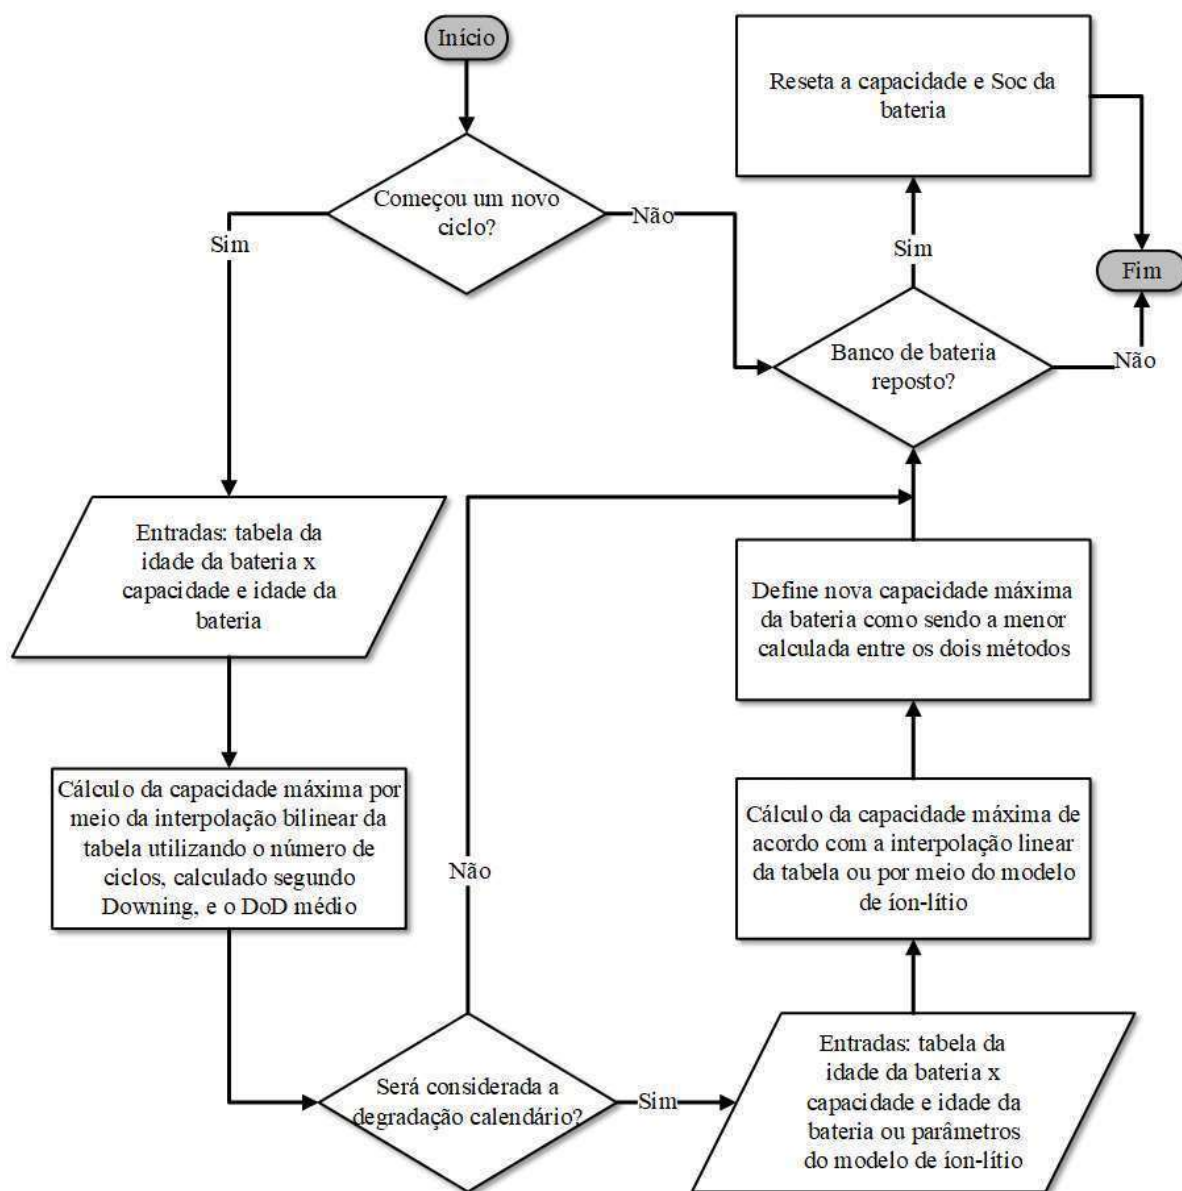 Início
Começou um novo
ciclo?
Sim
Não
Reseta a capacidade e Soc da
bateria
Sim
Fim
Banco de bateria
reposto?
Não
Entradas: tabela da
idade da bateria x
capacidade e idade da
bateria
Cálculo da capacidade máxima por
meio da interpolação bilinear da
tabela utilizando o número de
ciclos, calculado segundo
Downing, e o DoD médio
Não
Será considerada a
degradação calendário?
Sim
Entradas: tabela da
idade da bateria x
capacidade e idade da
bateria ou parâmetros
do modelo de íon-lítio
Cálculo da capacidade máxima de
acordo com a interpolação linear
da tabela ou por meio do modelo
de íon-lítio
Define nova capacidade máxima
da bateria como sendo a menor
calculada entre os dois métodos